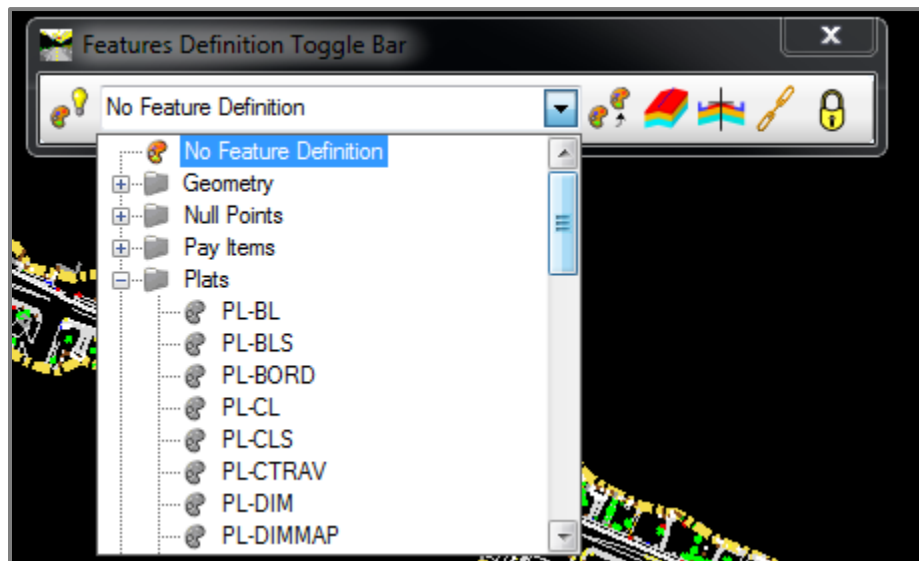 Features Definition Toggle Bar
No Feature Definition
No Feature Definition
Geometry
Null Points
Pay Items
Plats
PL-BL
PL-BLS
PL-BORD
PL-CL
PL-CLS
PL-CTRAV
PL-DIM
PL-DIMMAP